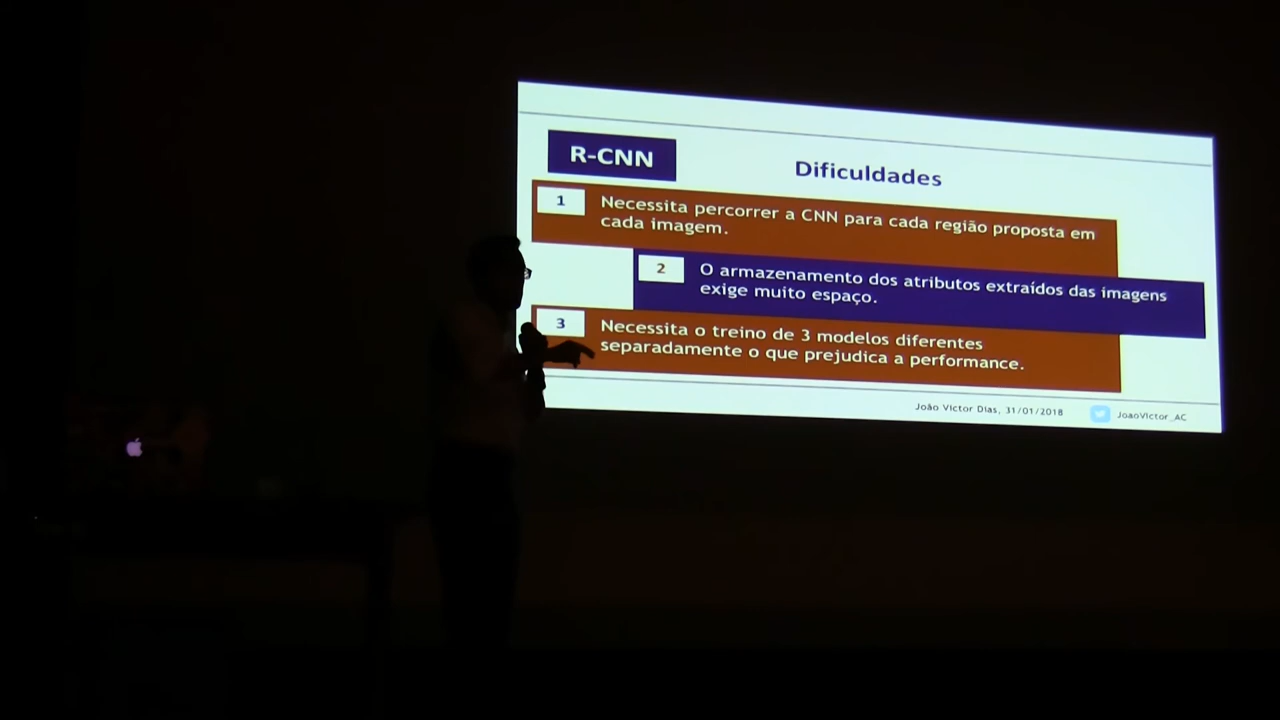 R-CNN
Dificuldades
1
Necessita percorrer a CNN para cada região proposta em
cada imagem.
2
O armazenamento dos atributos extraídos das imagens
exige muito espaço.
3
Necessita o treino de 3 modelos diferentes
separadamente o que prejudica a performance.
João Victor Dias, 31/01/2018
JoaoVictor_AC